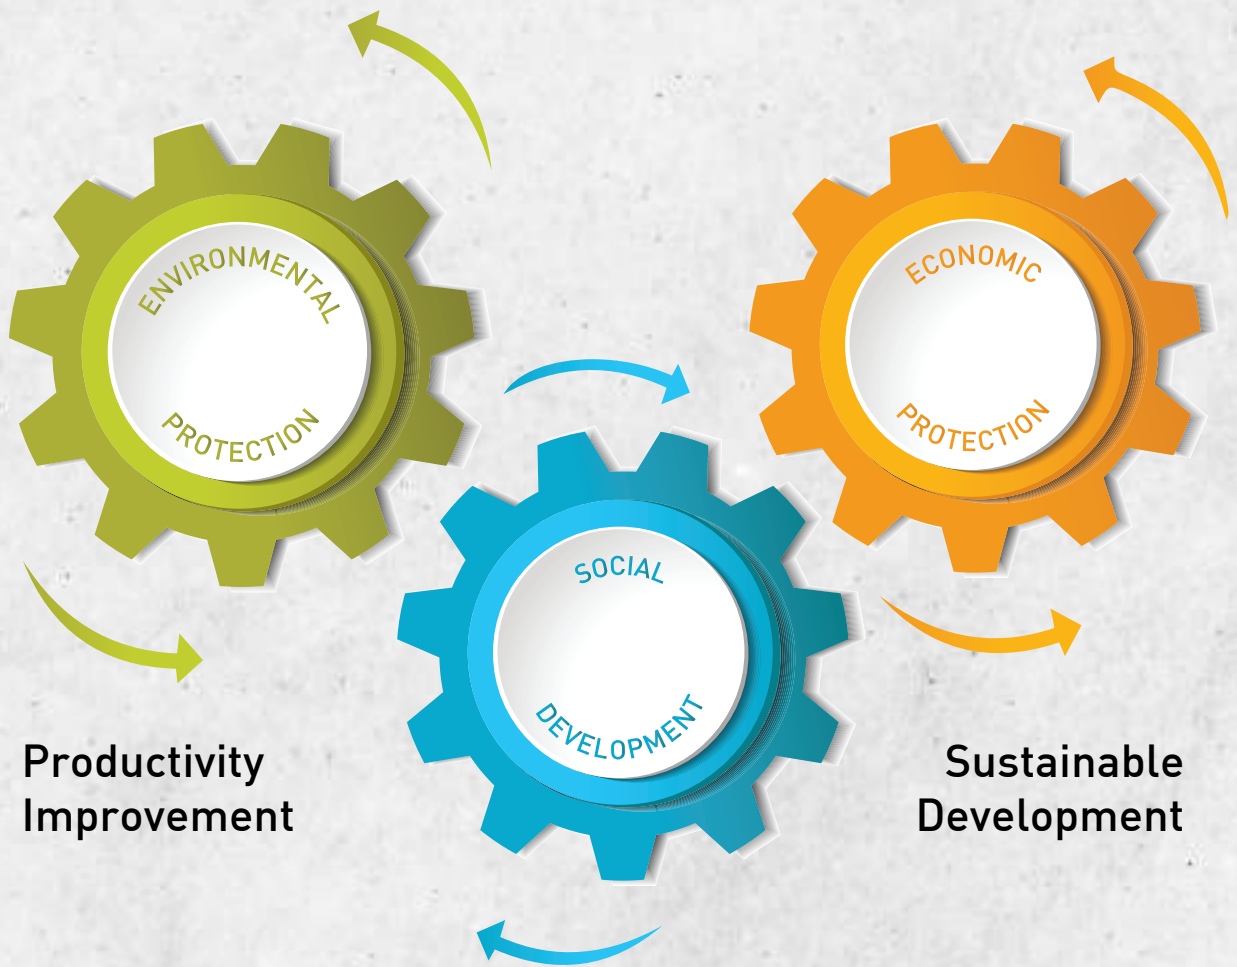 ENVIRONMENTAL
PROTECTION
ECONOMIC
PROTECTION
SOCIAL
DEVELOPMENT
Productivity
Improvement
Sustainable
Development